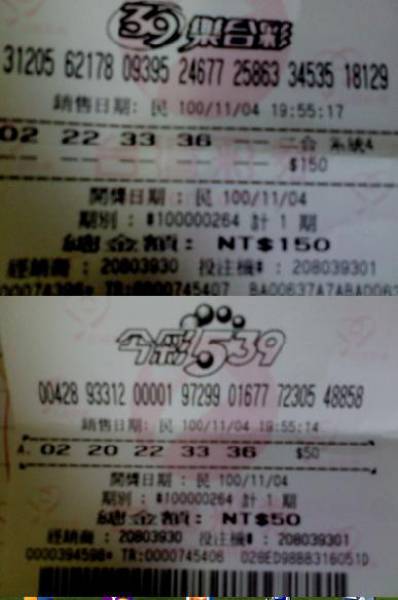 39 樂合彩
31205 62178 09395 24677 25863 34535 18129
銷售日期: 民 100/11/04 19:55:17
02 22 33 36 -- 二合 系統4
-- -- -- -- -- $150
開獎日期 : 民 100/11/04
期別 : #100000264 計 1 期
總金額: NT$150
經銷商 : 20803930 投注機# : 208039301
TR:0000745407
今彩539
00428 93312 00001 97299 01677 72305 48858
銷售日期: 民 100/11/04 19:55:14
A. 02 20 22 33 36 $50
開獎日期 : 民 100/11/04
期別 : #100000264 計 1 期
總金額: NT$50
經銷商 : 20803930 投注機# : 208039301
TR:0000745406